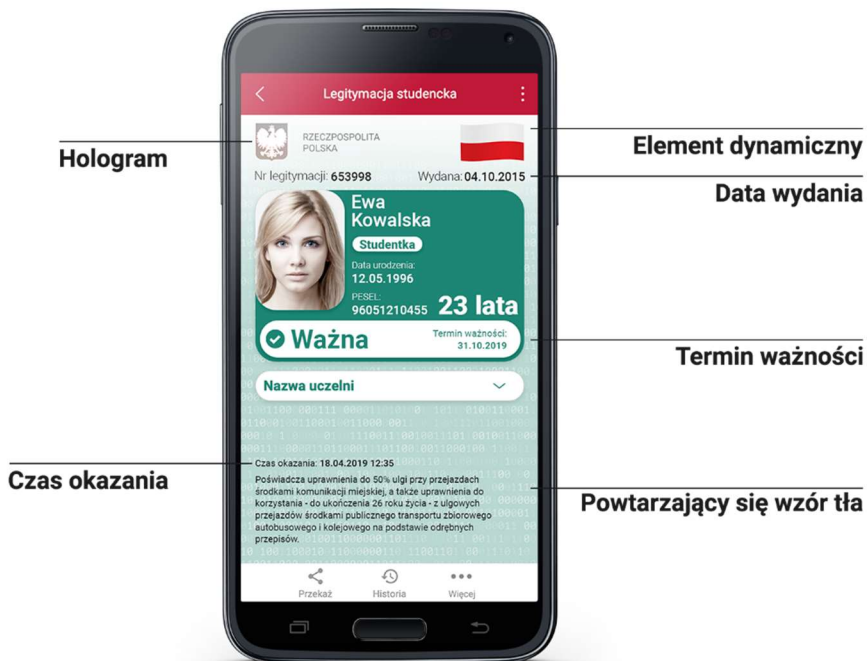 Legitymacja studencka
RZECZPOSPOLITA
POLSKA
Hologram
Element dynamiczny
Nr legitymacji: 653998
Wydana: 04.10.2015
Data wydania
Ewa
Kowalska
Studentka
Data urodzenia:
12.05.1996
PESEL:
96051210455
23 lata
Ważna
Termin ważności:
31.10.2019
Termin ważności
Nazwa uczelni
Czas okazania: 18.04.2019 12:35
Czas okazania
Poświadcza uprawnienia do 50% ulgi przy przejazdach
środkami komunikacji miejskiej, a także uprawnienia do
korzystania - do ukończenia 26 roku życia - z ulgowych
przejazdów środkami publicznego transportu zbiorowego
autobusowego i kolejowego na podstawie odrębnych
przepisów.
Powtarzający się wzór tła
Przekaż
Historia
Więcej